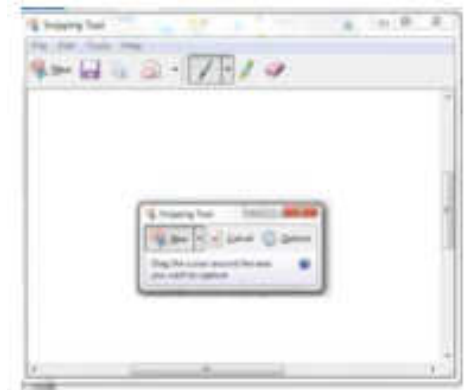 Snipping Tool
File Edit Tools Help
New
Snipping Tool
New Cancel Options
Drag the cursor around the area
you want to capture.